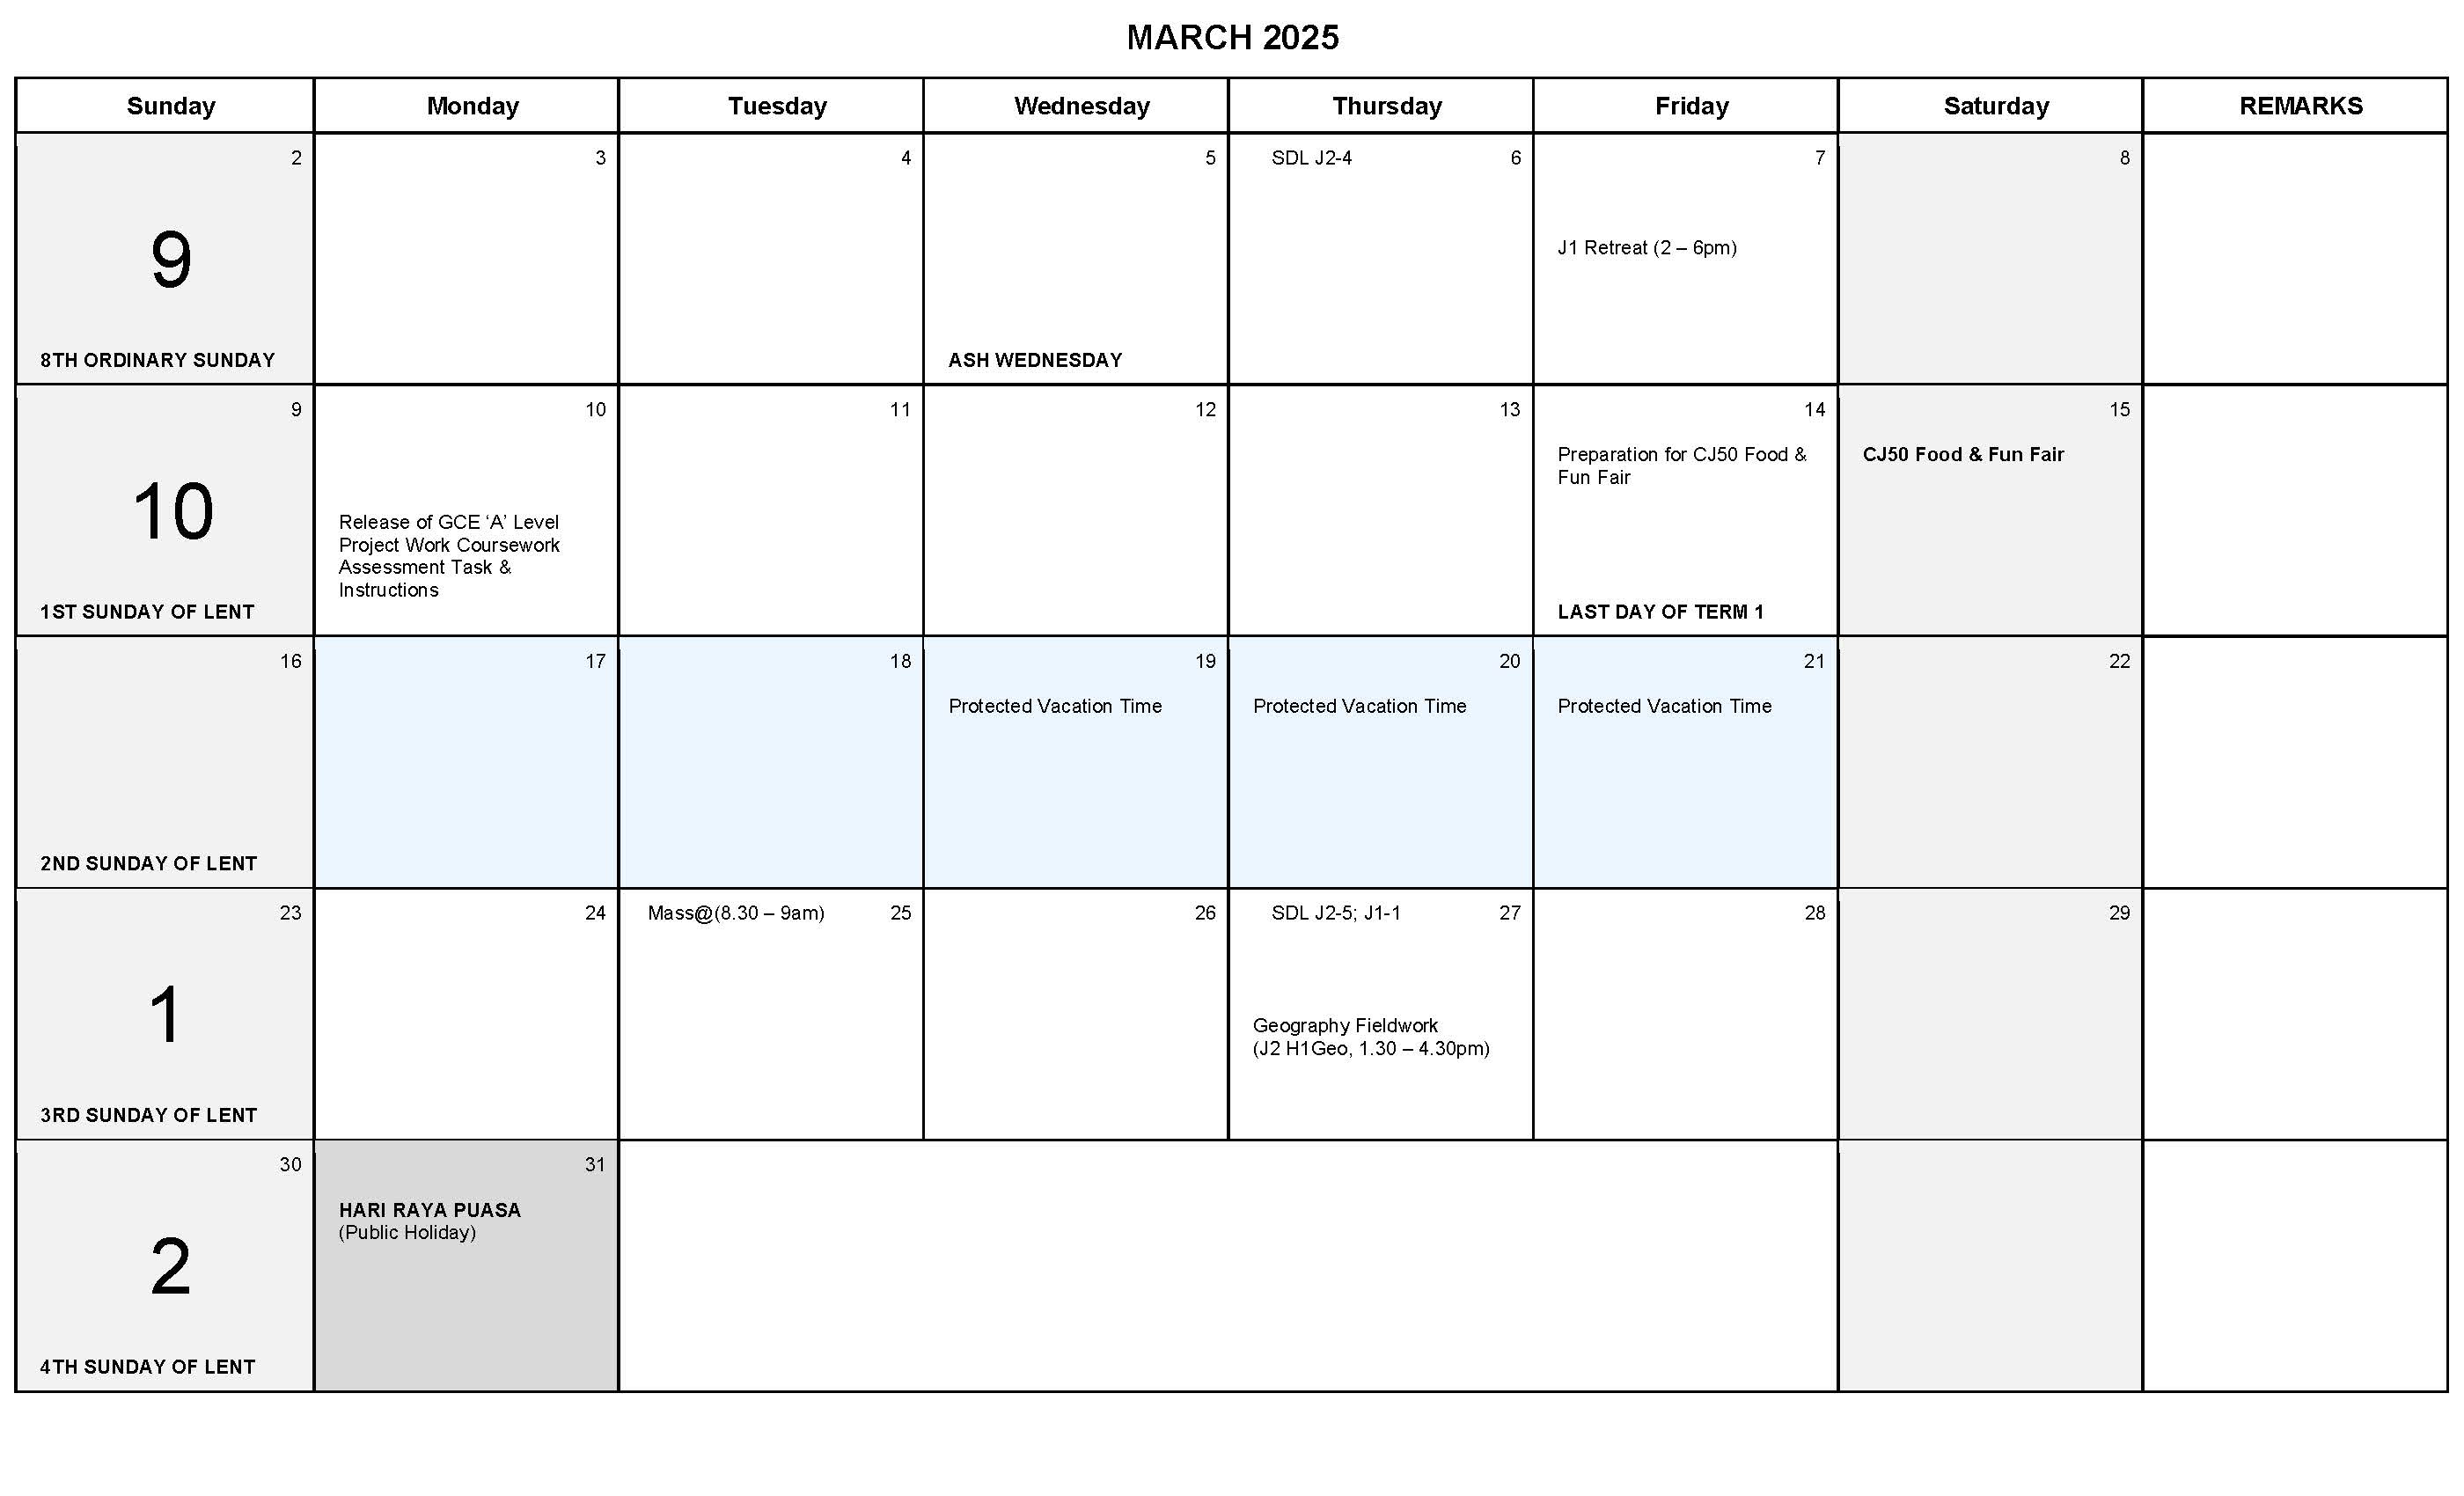 MARCH 2025
Sunday Monday Tuesday Wednesday Thursday Friday Saturday REMARKS
2
9
8TH ORDINARY SUNDAY
3
4
5
ASH WEDNESDAY
SDL J2-4 6
7
J1 Retreat (2 – 6pm)
8
9
10
1ST SUNDAY OF LENT
10
Release of GCE ‘A’ Level
Project Work Coursework
Assessment Task &
Instructions
11
12
13
14
Preparation for CJ50 Food &
Fun Fair
LAST DAY OF TERM 1
15
CJ50 Food & Fun Fair
16
2ND SUNDAY OF LENT
17
18
19
Protected Vacation Time
20
Protected Vacation Time
21
Protected Vacation Time
22
23
1
3RD SUNDAY OF LENT
24
Mass@(8.30 – 9am) 25
26
SDL J2-5; J1-1 27
Geography Fieldwork
(J2 H1Geo, 1.30 – 4.30pm)
28
29
30
2
4TH SUNDAY OF LENT
31
HARI RAYA PUASA
(Public Holiday)